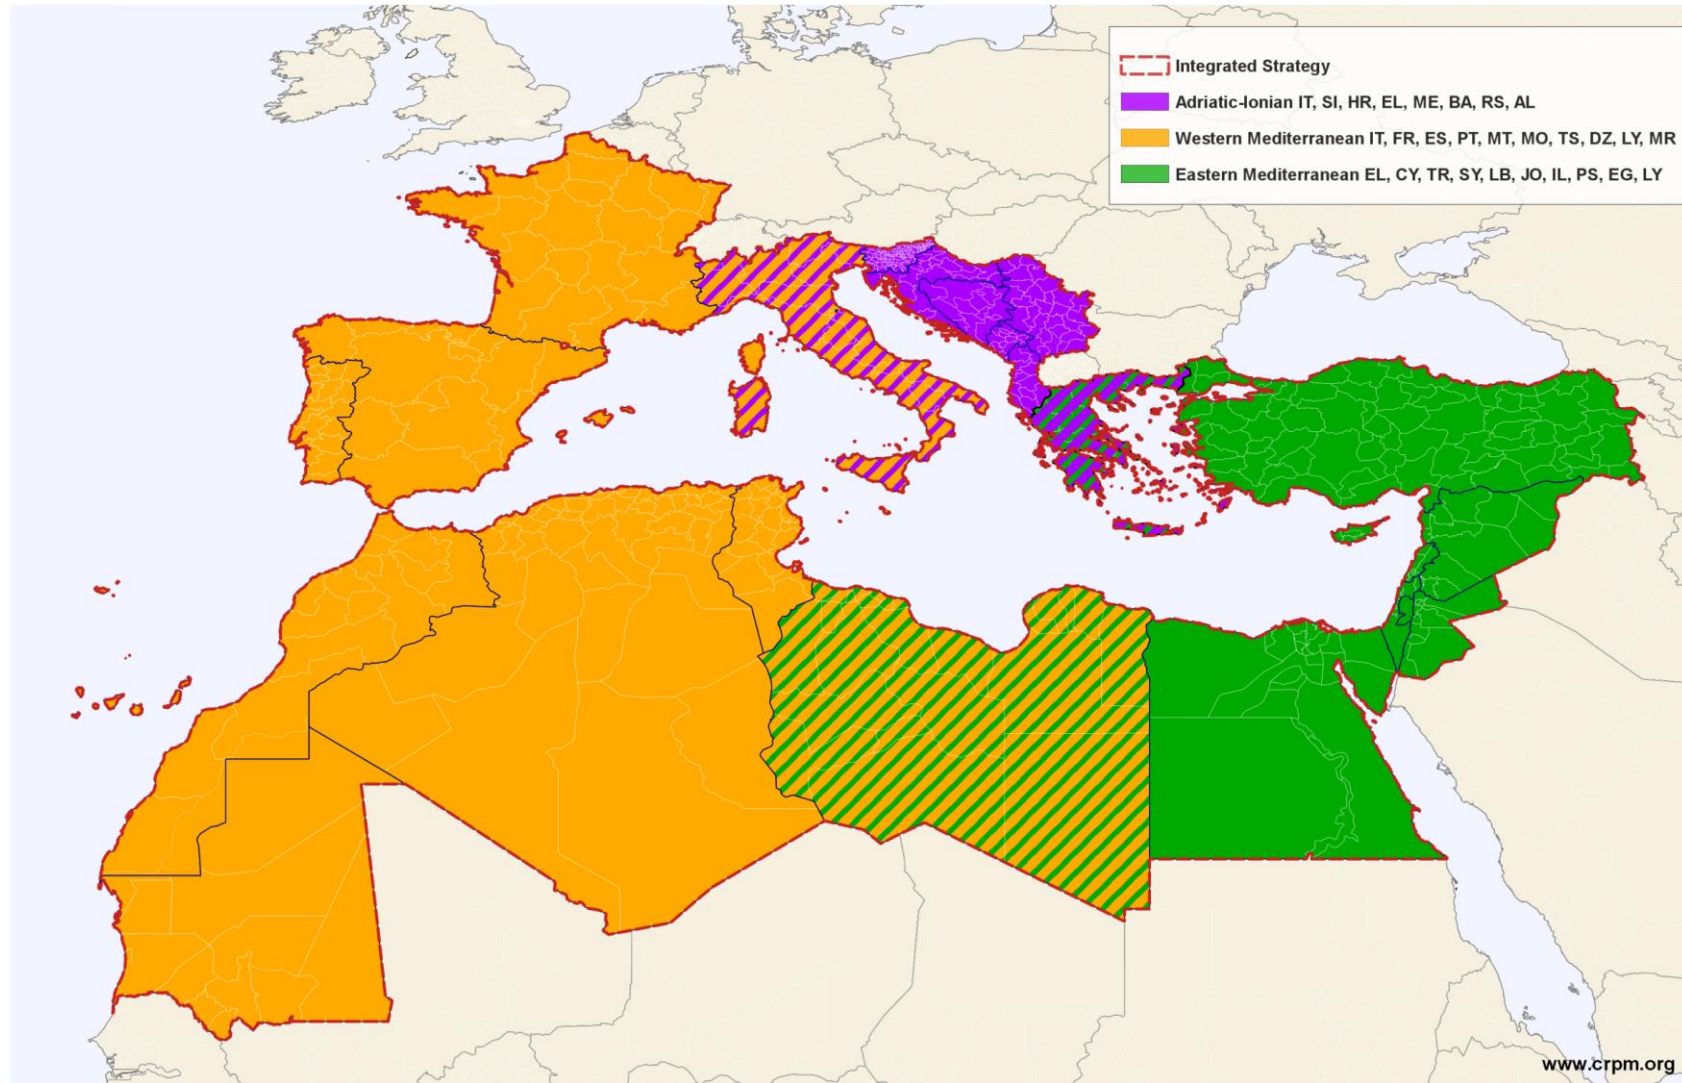 Integrated Strategy
Adriatic-Ionian IT, SI, HR, EL, ME, BA, RS, AL
Western Mediterranean IT, FR, ES, PT, MT, MO, TS, DZ, LY, MR
Eastern Mediterranean EL, CY, TR, SY, LB, JO, IL, PS, EG, LY
www.crpm.org